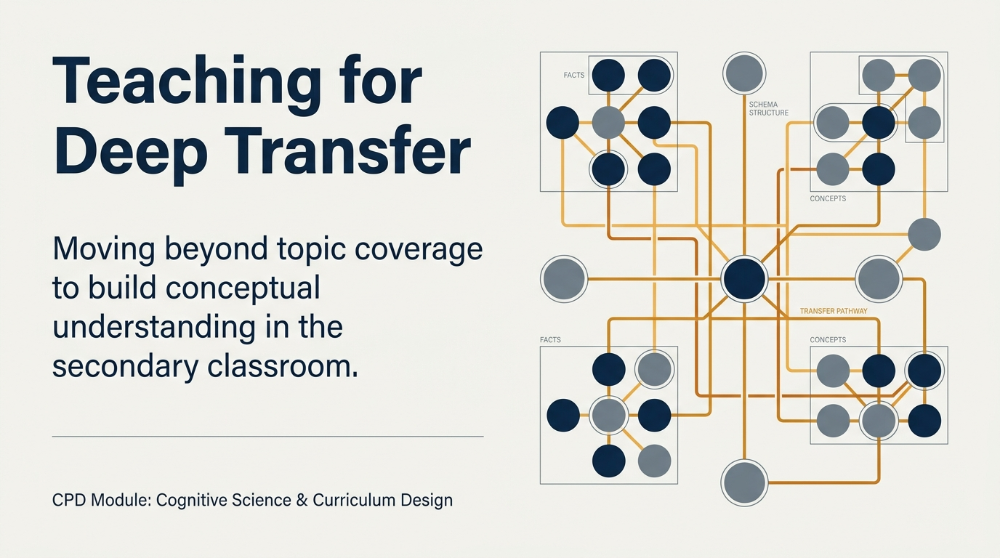 Teaching for
Deep Transfer
Moving beyond topic coverage
to build conceptual
understanding in the
secondary classroom.
CPD Module: Cognitive Science & Curriculum Design
FACTS
SCHEMA
STRUCTURE
CONCEPTS
TRANSFER PATHWAY
FACTS
CONCEPTS